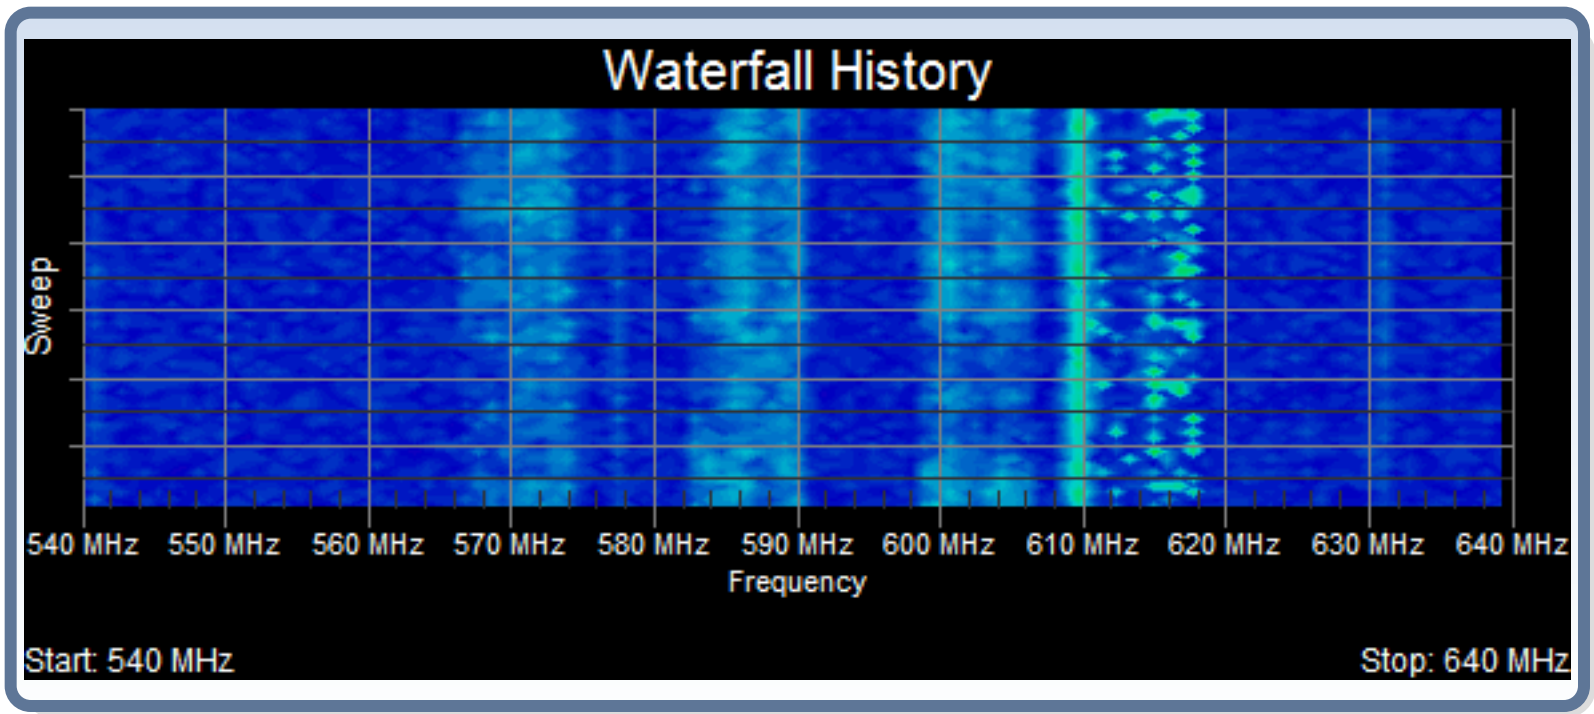 Waterfall History
Sweep
540 MHz 550 MHz 560 MHz 570 MHz 580 MHz 590 MHz 600 MHz 610 MHz 620 MHz 630 MHz 640 MHz
Frequency
Start: 540 MHz Stop: 640 MHz